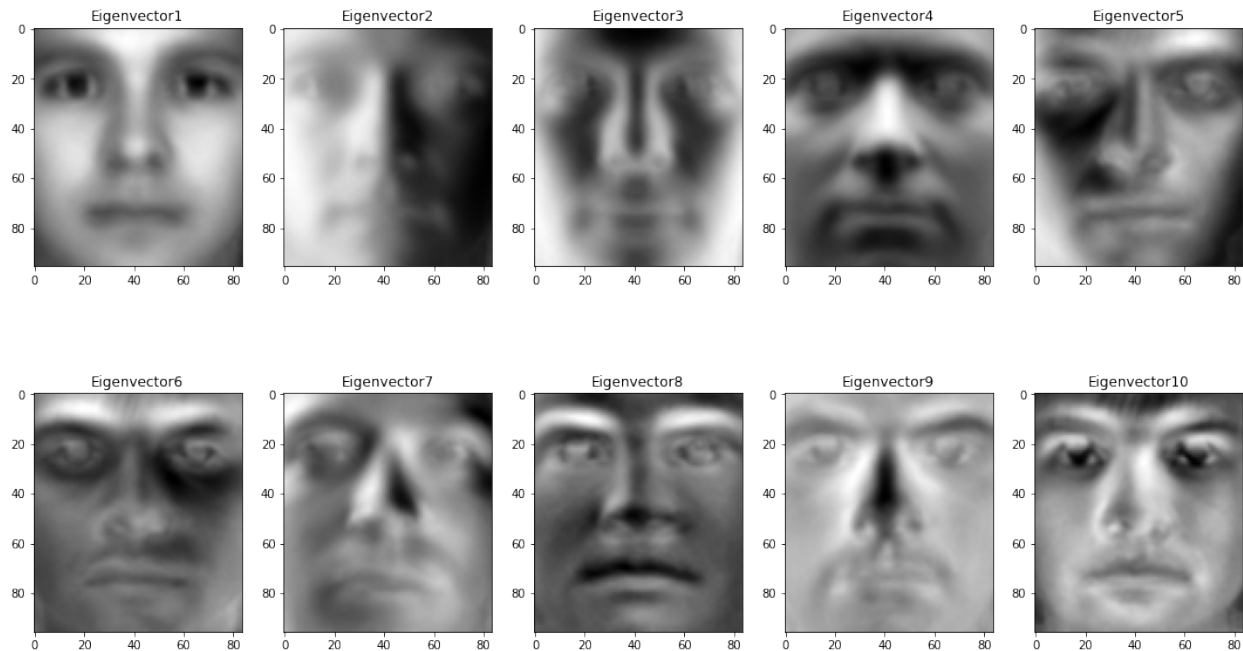 Eigenvector1 Eigenvector2 Eigenvector3 Eigenvector4 Eigenvector5
0 0 0 0 0
20 20 20 20 20
40 40 40 40 40
60 60 60 60 60
80 80 80 80 80
0 20 40 60 80 0 20 40 60 80 0 20 40 60 80 0 20 40 60 80 0 20 40 60 80
Eigenvector6 Eigenvector7 Eigenvector8 Eigenvector9 Eigenvector10
0 0 0 0 0
20 20 20 20 20
40 40 40 40 40
60 60 60 60 60
80 80 80 80 80
0 20 40 60 80 0 20 40 60 80 0 20 40 60 80 0 20 40 60 80 0 20 40 60 80